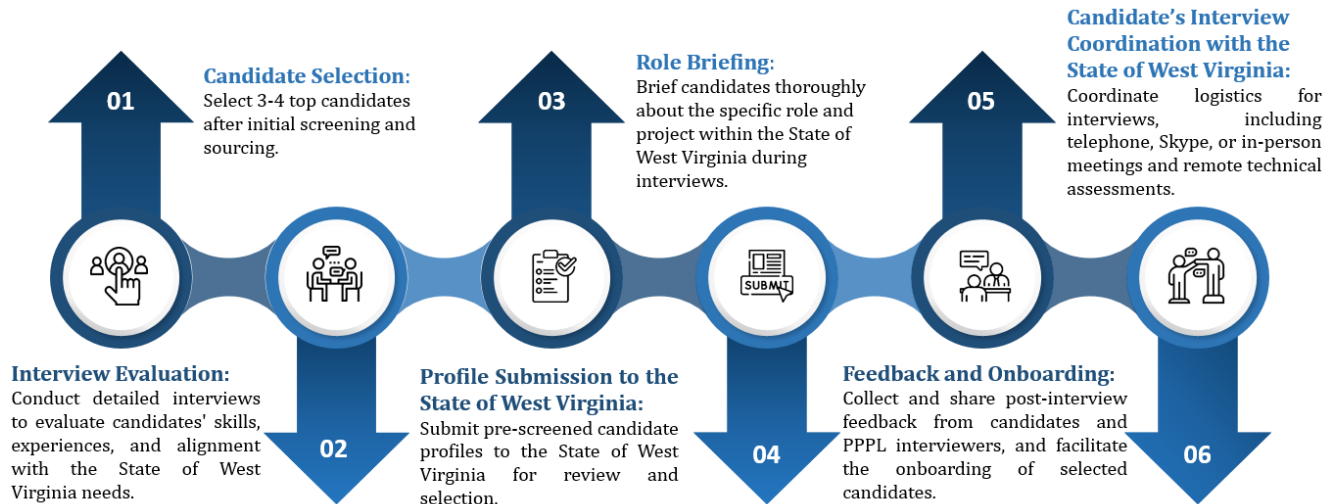 01
Candidate Selection:
Select 3-4 top candidates
after initial screening and
sourcing.
Interview Evaluation:
Conduct detailed interviews
to evaluate candidates' skills,
experiences, and alignment
with the State of West
Virginia needs.
02
03
Role Briefing:
Brief candidates thoroughly
about the specific role and
project within the State of
West Virginia during
interviews.
Profile Submission to the
State of West Virginia:
Submit pre-screened candidate
profiles to the State of West
Virginia for review and
selection.
SUBMIT
04
05
Candidate’s Interview
Coordination with the
State of West Virginia:
Coordinate logistics for
interviews, including
telephone, Skype, or in-person
meetings and remote technical
assessments.
Feedback and Onboarding:
Collect and share post-interview
feedback from candidates and
PPPL interviewers, and facilitate
the onboarding of selected
candidates.
06